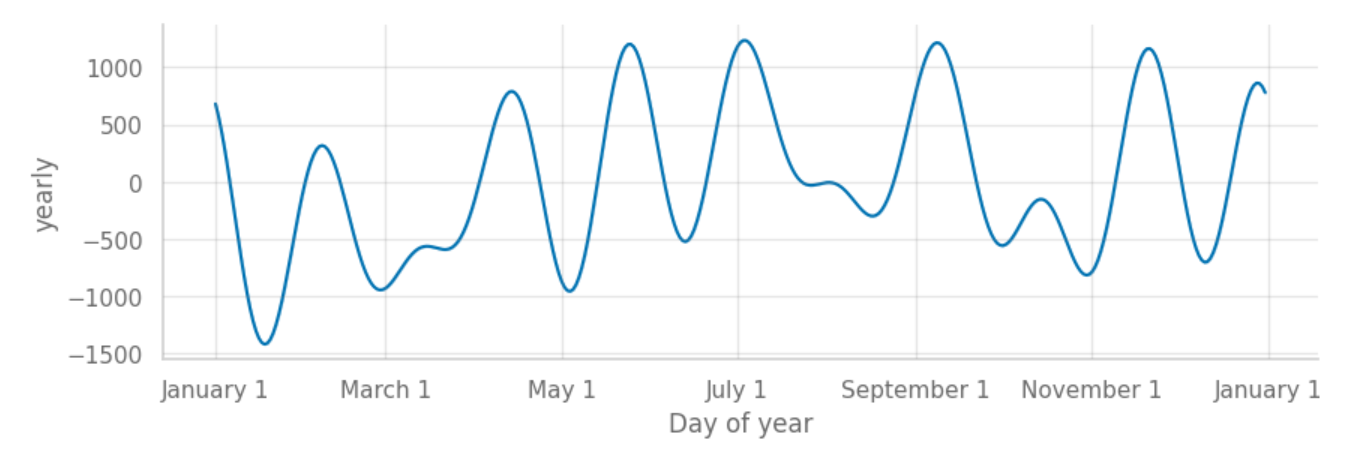 1000
500
0
−500
−1000
−1500
yearly
January 1 March 1 May 1 July 1 September 1 November 1 January 1
Day of year